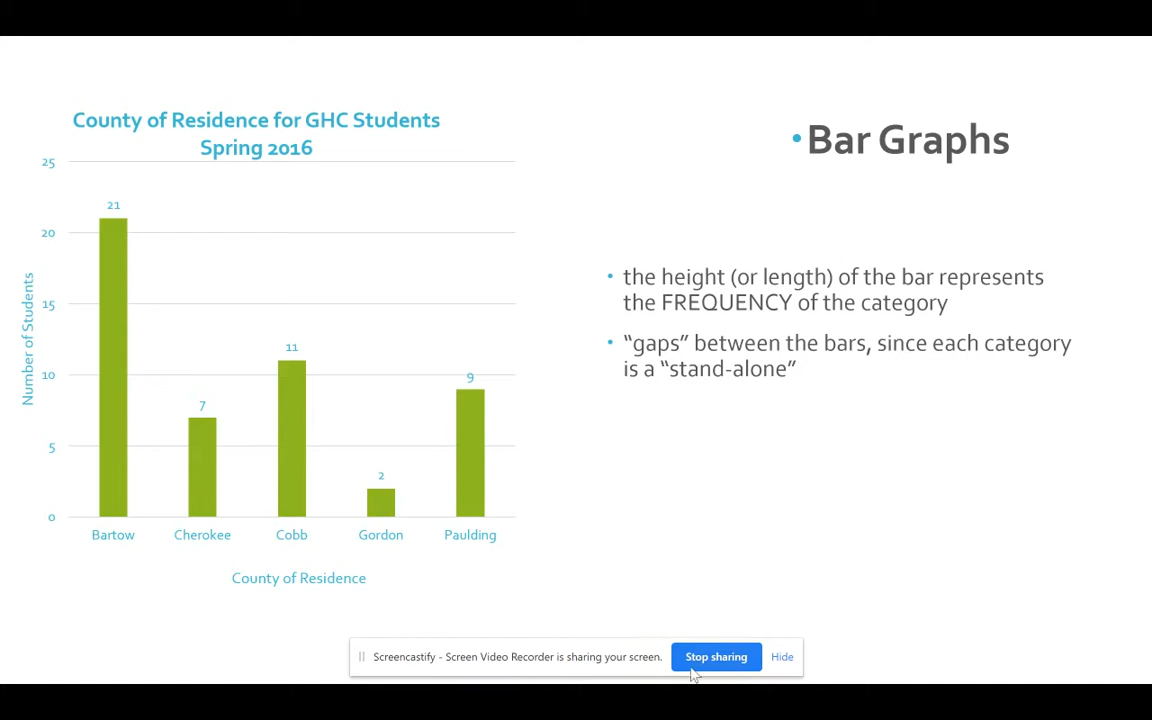 County of Residence for GHC Students
Spring 2016
25
20
15
10
5
0
Number of Students
21
7
11
2
9
Bartow
Cherokee
Cobb
Gordon
Paulding
County of Residence
• Bar Graphs
• the height (or length) of the bar represents
the FREQUENCY of the category
• “gaps” between the bars, since each category
is a “stand-alone”
Screencastify - Screen Video Recorder is sharing your screen.
Stop sharing
Hide